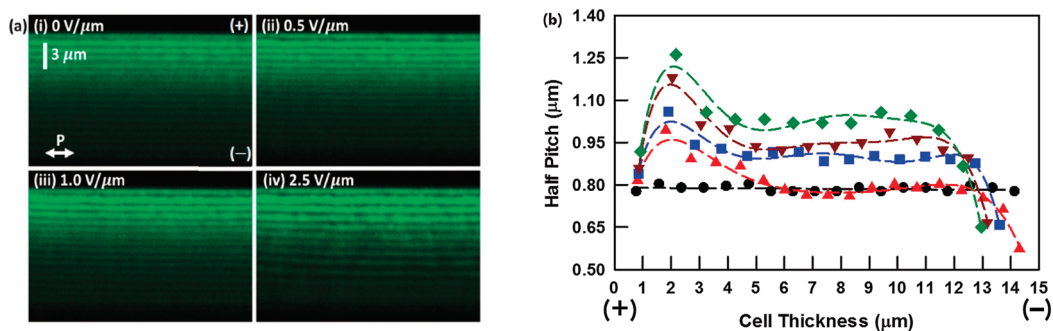 (a)
(i) 0 V/μm (+)
3 μm
P
(−)
(ii) 0.5 V/μm
(iii) 1.0 V/μm
(iv) 2.5 V/μm
(b)
Half Pitch (μm)
1.40
1.25
1.10
0.95
0.80
0.65
0.50
0 1 2 3 4 5 6 7 8 9 10 11 12 13 14 15
(+) Cell Thickness (μm) (−)